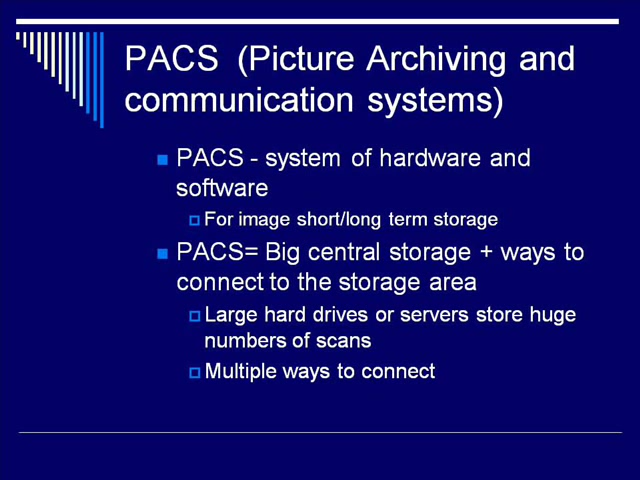 PACS (Picture Archiving and
communication systems)
PACS - system of hardware and
software
For image short/long term storage
PACS= Big central storage + ways to
connect to the storage area
Large hard drives or servers store huge
numbers of scans
Multiple ways to connect